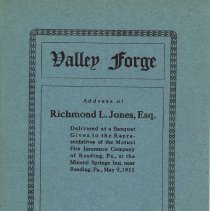 Valley Forge
Address of
Richmond L. Jones, Esq.
Delivered at a Banquet
Given to the Repre-
sentatives of the Mutual
Fire Insurance Company
of Reading, Pa., at the
Mineral Springs Inn, near
Reading, Pa., May 9, 1911